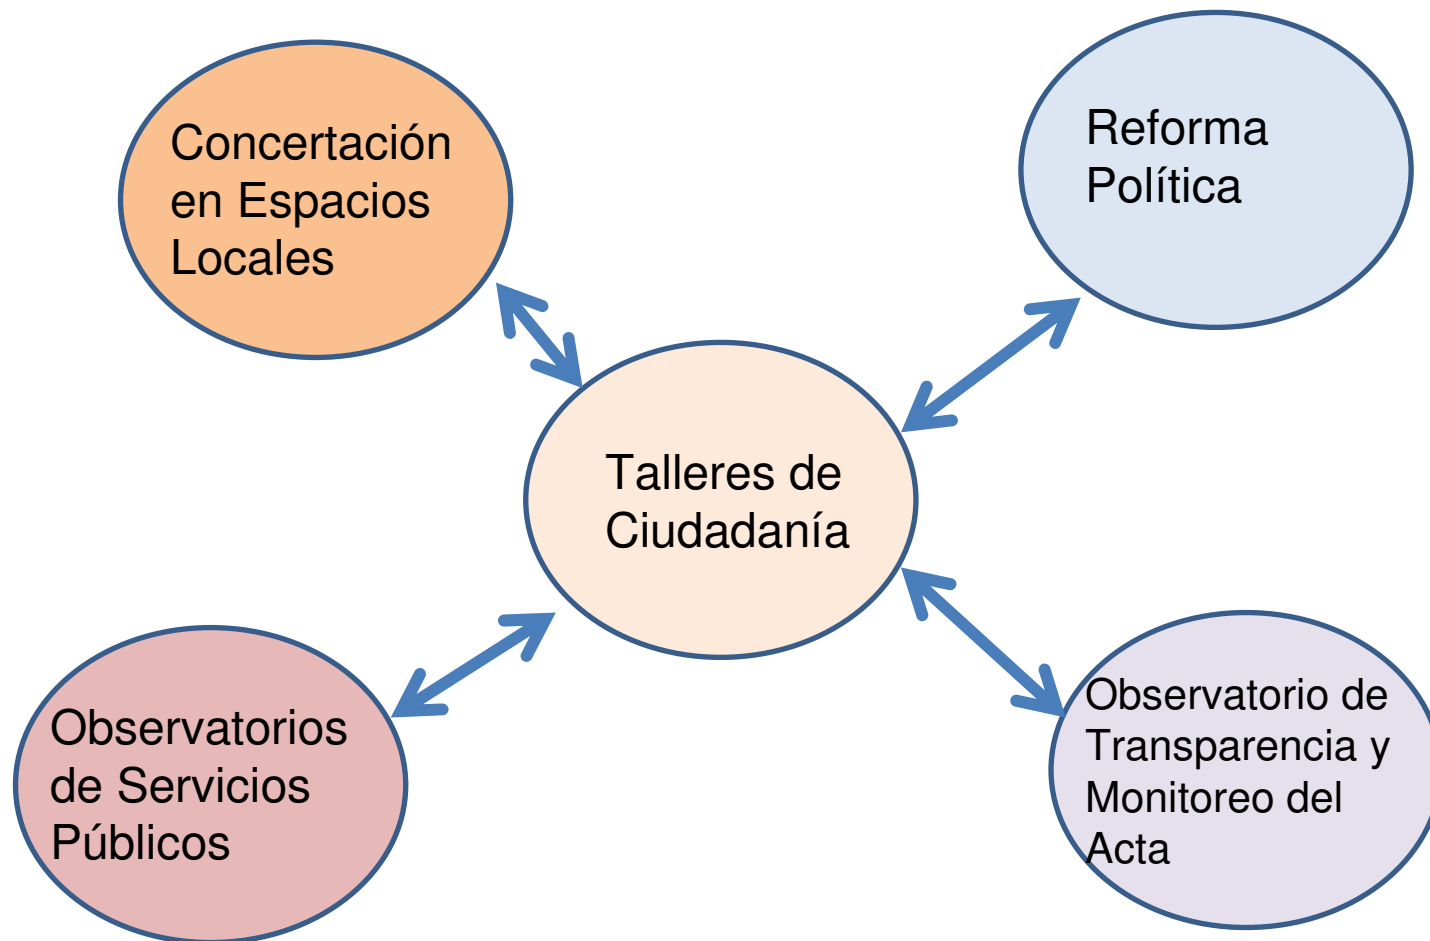 Concertación
en Espacios
Locales
Reforma
Política
Talleres de
Ciudadanía
Observatorios
de Servicios
Públicos
Observatorio de
Transparencia y
Monitoreo del
Acta